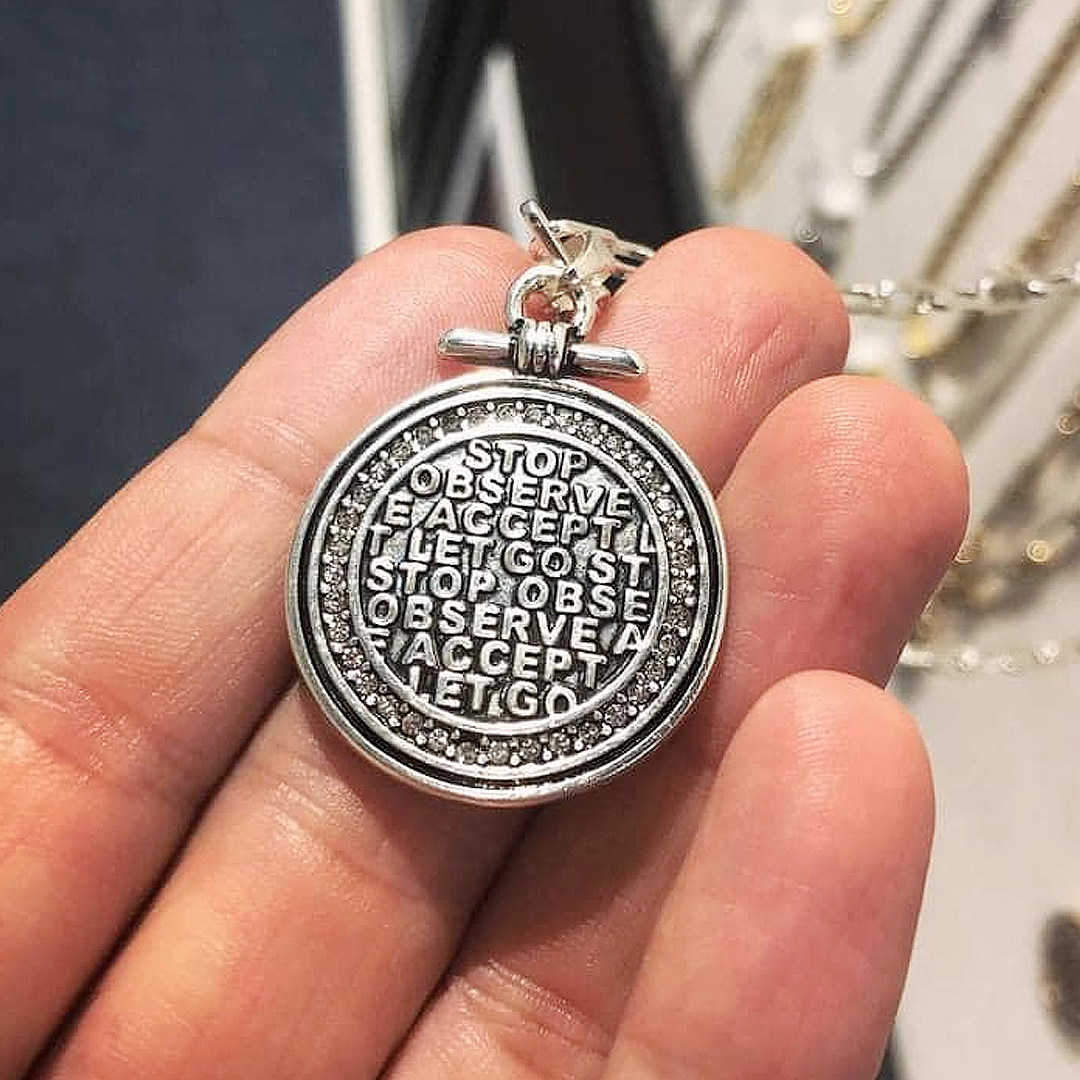 STOP
OBSERVE
E ACCEPT L
T LET GO ST
STOP OBSE
OBSERVE A
E ACCEPT
LET GO